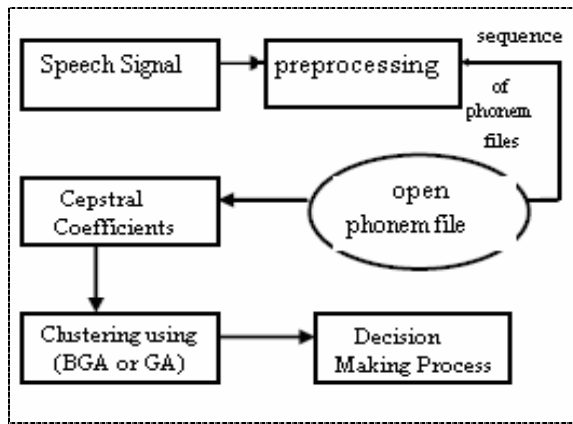 Speech Signal
preprocessing
sequence
of
phonem
files
open
phonem file
Cepstral
Coefficients
Clustering using
(BGA or GA)
Decision
Making Process